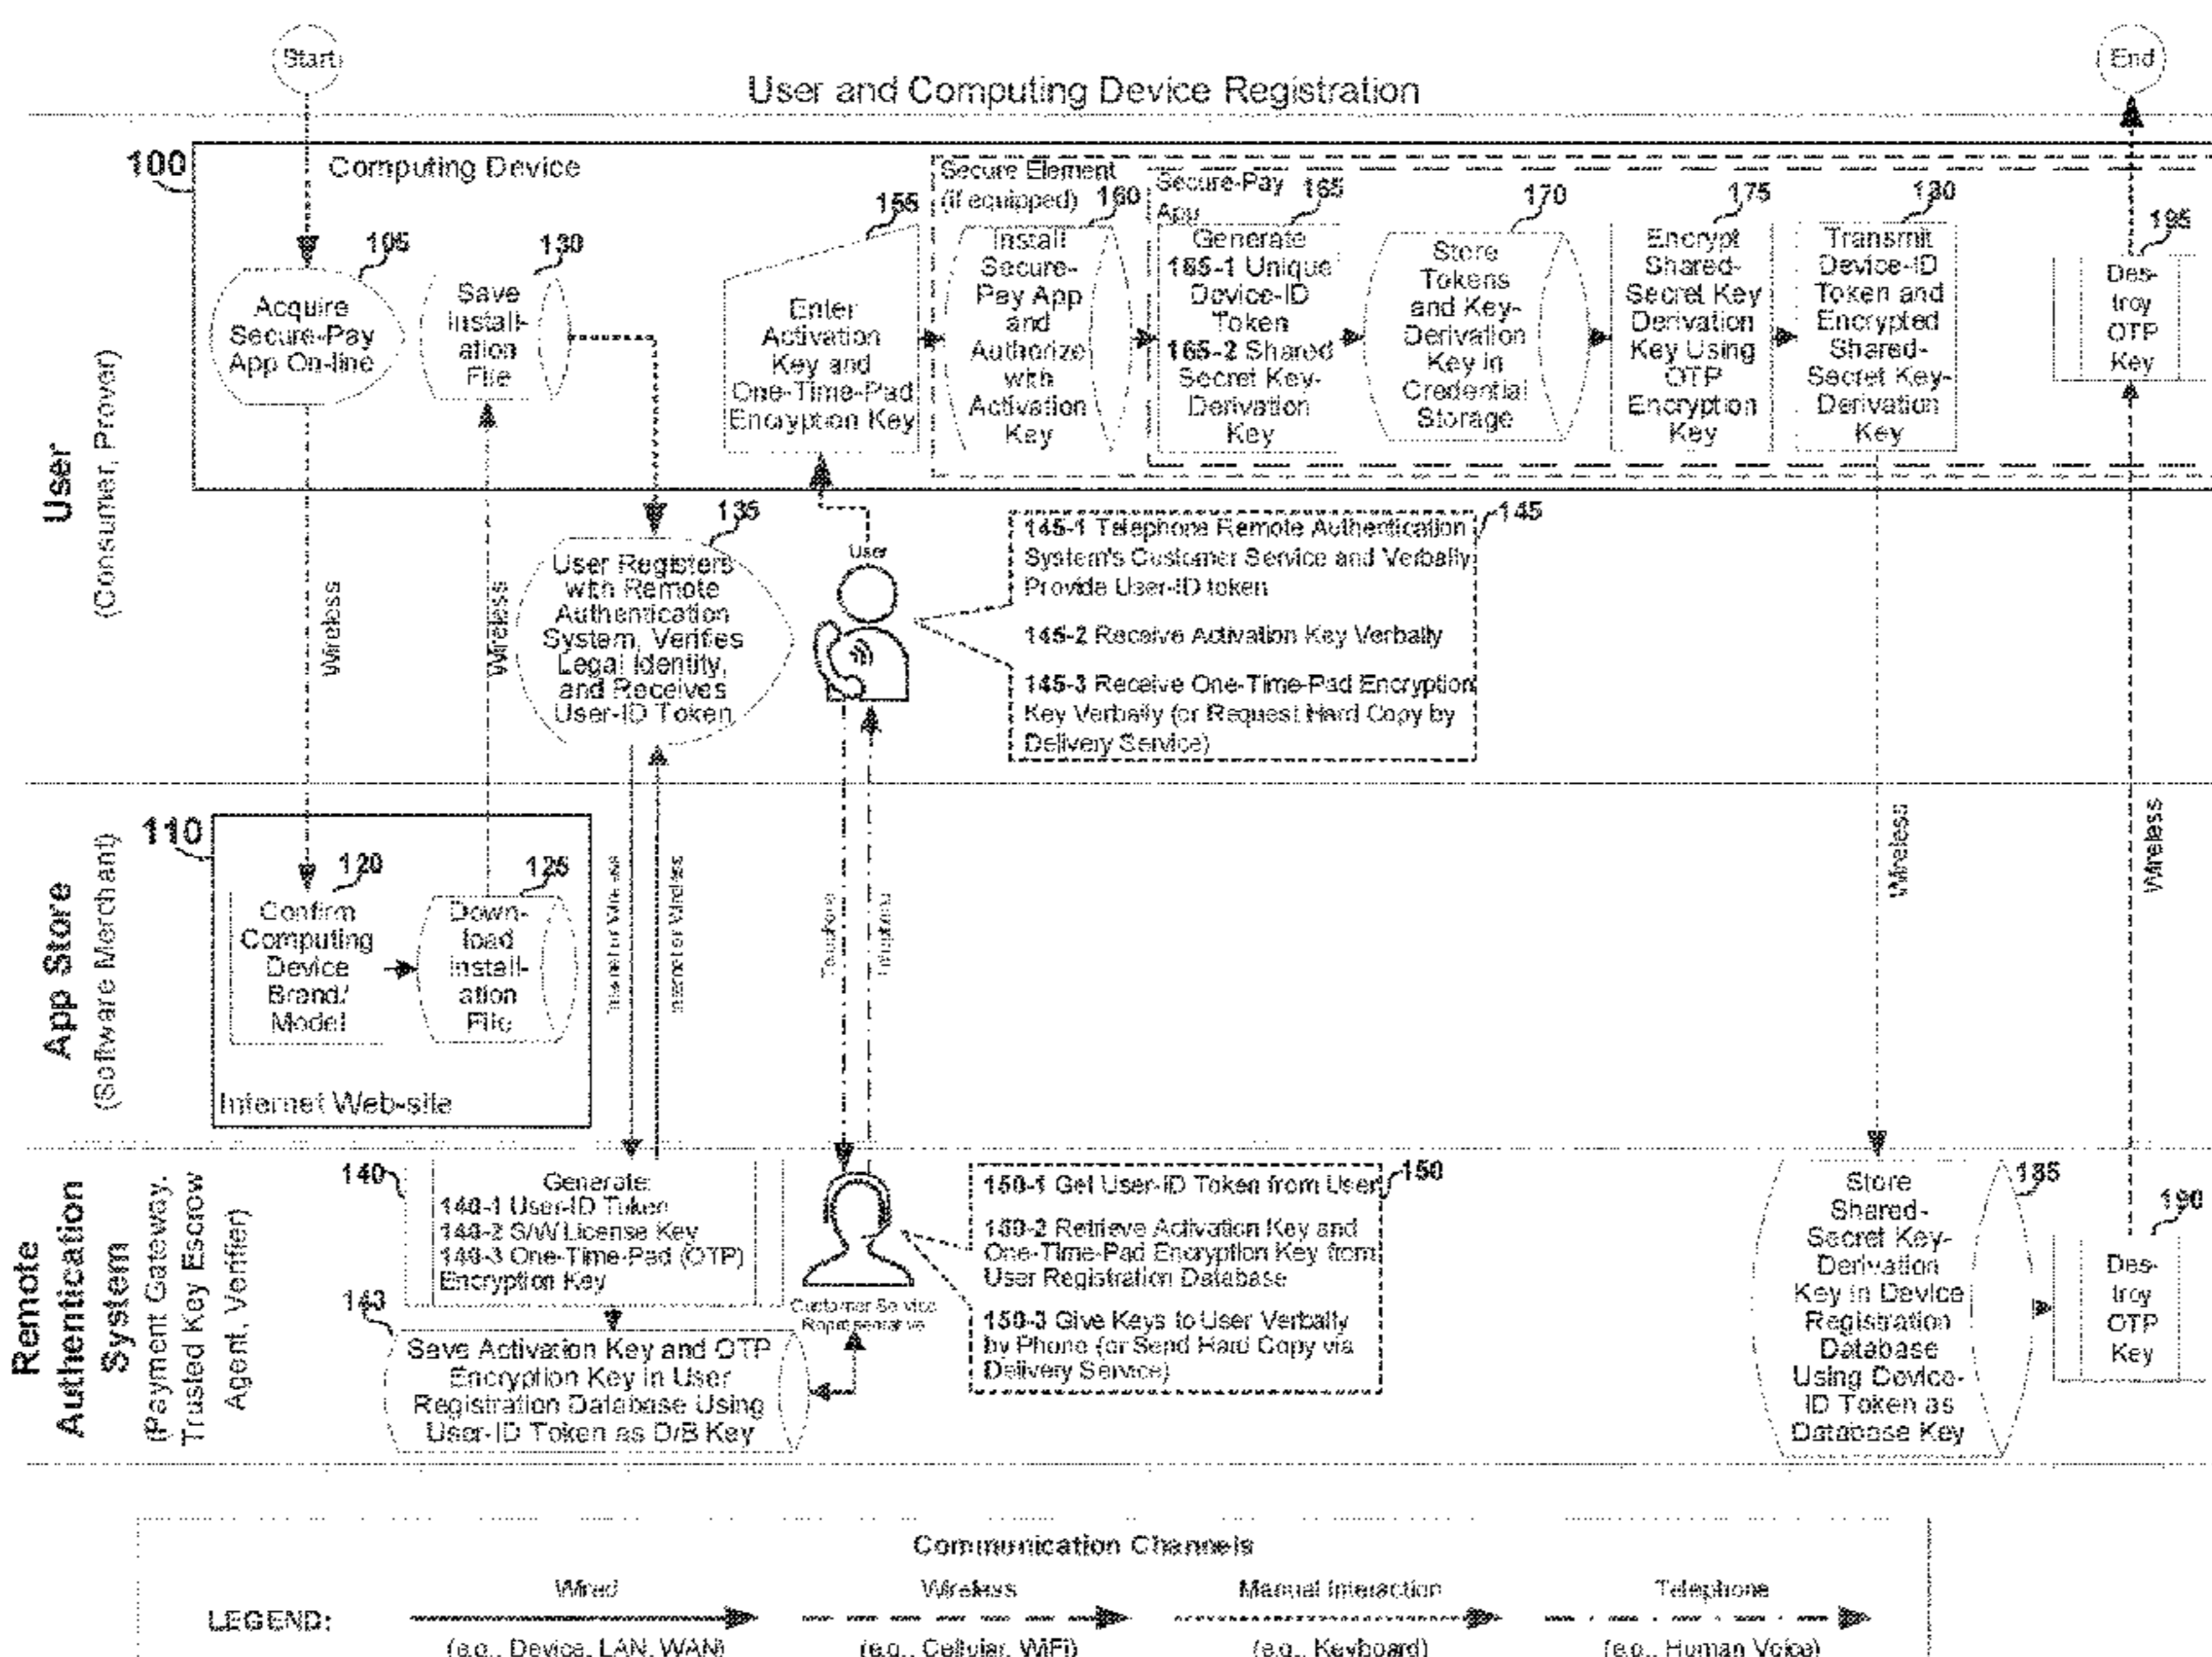 Start
End
User and Computing Device Registration
100
Computing Device
Secure Element
(if equipped)
Secure-Pay
App
105
Acquire
Secure-Pay
App On-line
130
Save
Install-
ation
File
155
Enter
Activation
Key and
One-Time-Pad
Encryption Key
160
Install
Secure-
Pay App
and
Authorize
with
Activation
Key
165
Generate
165-1 Unique
Device-ID
Token
165-2 Shared
Secret Key-
Derivation
Key
170
Store
Tokens
and Key-
Derivation
Key in
Credential
Storage
175
Encrypt
Shared-
Secret Key
Derivation
Key Using
OTP
Encryption
Key
180
Transmit
Device-ID
Token and
Encrypted
Shared-
Secret Key-
Derivation
Key
195
Des-
troy
OTP
Key
User
(Consumer, Prover)
Wireless
Wireless
135
User Registers
with Remote
Authentication
System, Verifies
Legal Identity,
and Receives
User-ID Token
User
145
145-1 Telephone Remote Authentication
System's Customer Service and Verbally
Provide User-ID token
145-2 Receive Activation Key Verbally
145-3 Receive One-Time-Pad Encryption
Key Verbally (or Request Hard Copy by
Delivery Service)
App Store
(Software Merchant)
110
120
Confirm
Computing
Device
Brand/
Model
125
Down-
load
Install-
ation
File
Internet Web-site
Internet or Wireless
Internet or Wireless
Telephone
Telephone
Wireless
Wireless
Remote
Authentication
System
(Payment Gateway,
Trusted Key Escrow
Agent, Verifier)
140
Generate:
140-1 User-ID Token
140-2 S/W License Key
140-3 One-Time-Pad (OTP)
Encryption Key
143
Save Activation Key and OTP
Encryption Key in User
Registration Database Using
User-ID Token as D/B Key
Customer Service
Representative
150
150-1 Get User-ID Token from User
150-2 Retrieve Activation Key and
One-Time-Pad Encryption Key from
User Registration Database
150-3 Give Keys to User Verbally
by Phone (or Send Hard Copy via
Delivery Service)
185
Store
Shared-
Secret Key-
Derivation
Key in Device
Registration
Database
Using Device-
ID Token as
Database Key
190
Des-
troy
OTP
Key
Communication Channels
LEGEND:
Wired
(e.g., Device, LAN, WAN)
Wireless
(e.g., Cellular, WiFi)
Manual Interaction
(e.g., Keyboard)
Telephone
(e.g., Human Voice)